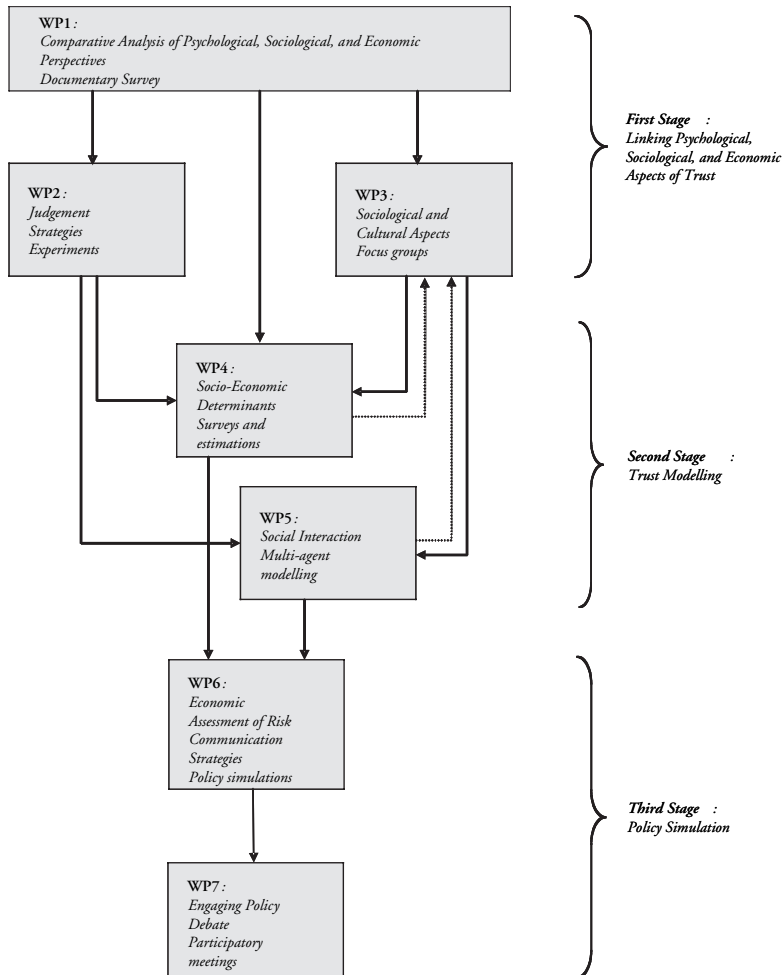 WP1:
Comparative Analysis of Psychological, Sociological, and Economic
Perspectives
Documentary Survey
First Stage :
Linking Psychological,
Sociological, and Economic
Aspects of Trust
WP2:
Judgement
Strategies
Experiments
WP3:
Sociological and
Cultural Aspects
Focus groups
WP4:
Socio-Economic
Determinants
Surveys and
estimations
Second Stage :
Trust Modelling
WP5:
Social Interaction
Multi-agent
modelling
WP6:
Economic
Assessment of Risk
Communication
Strategies
Policy simulations
Third Stage :
Policy Simulation
WP7:
Engaging Policy
Debate
Participatory
meetings